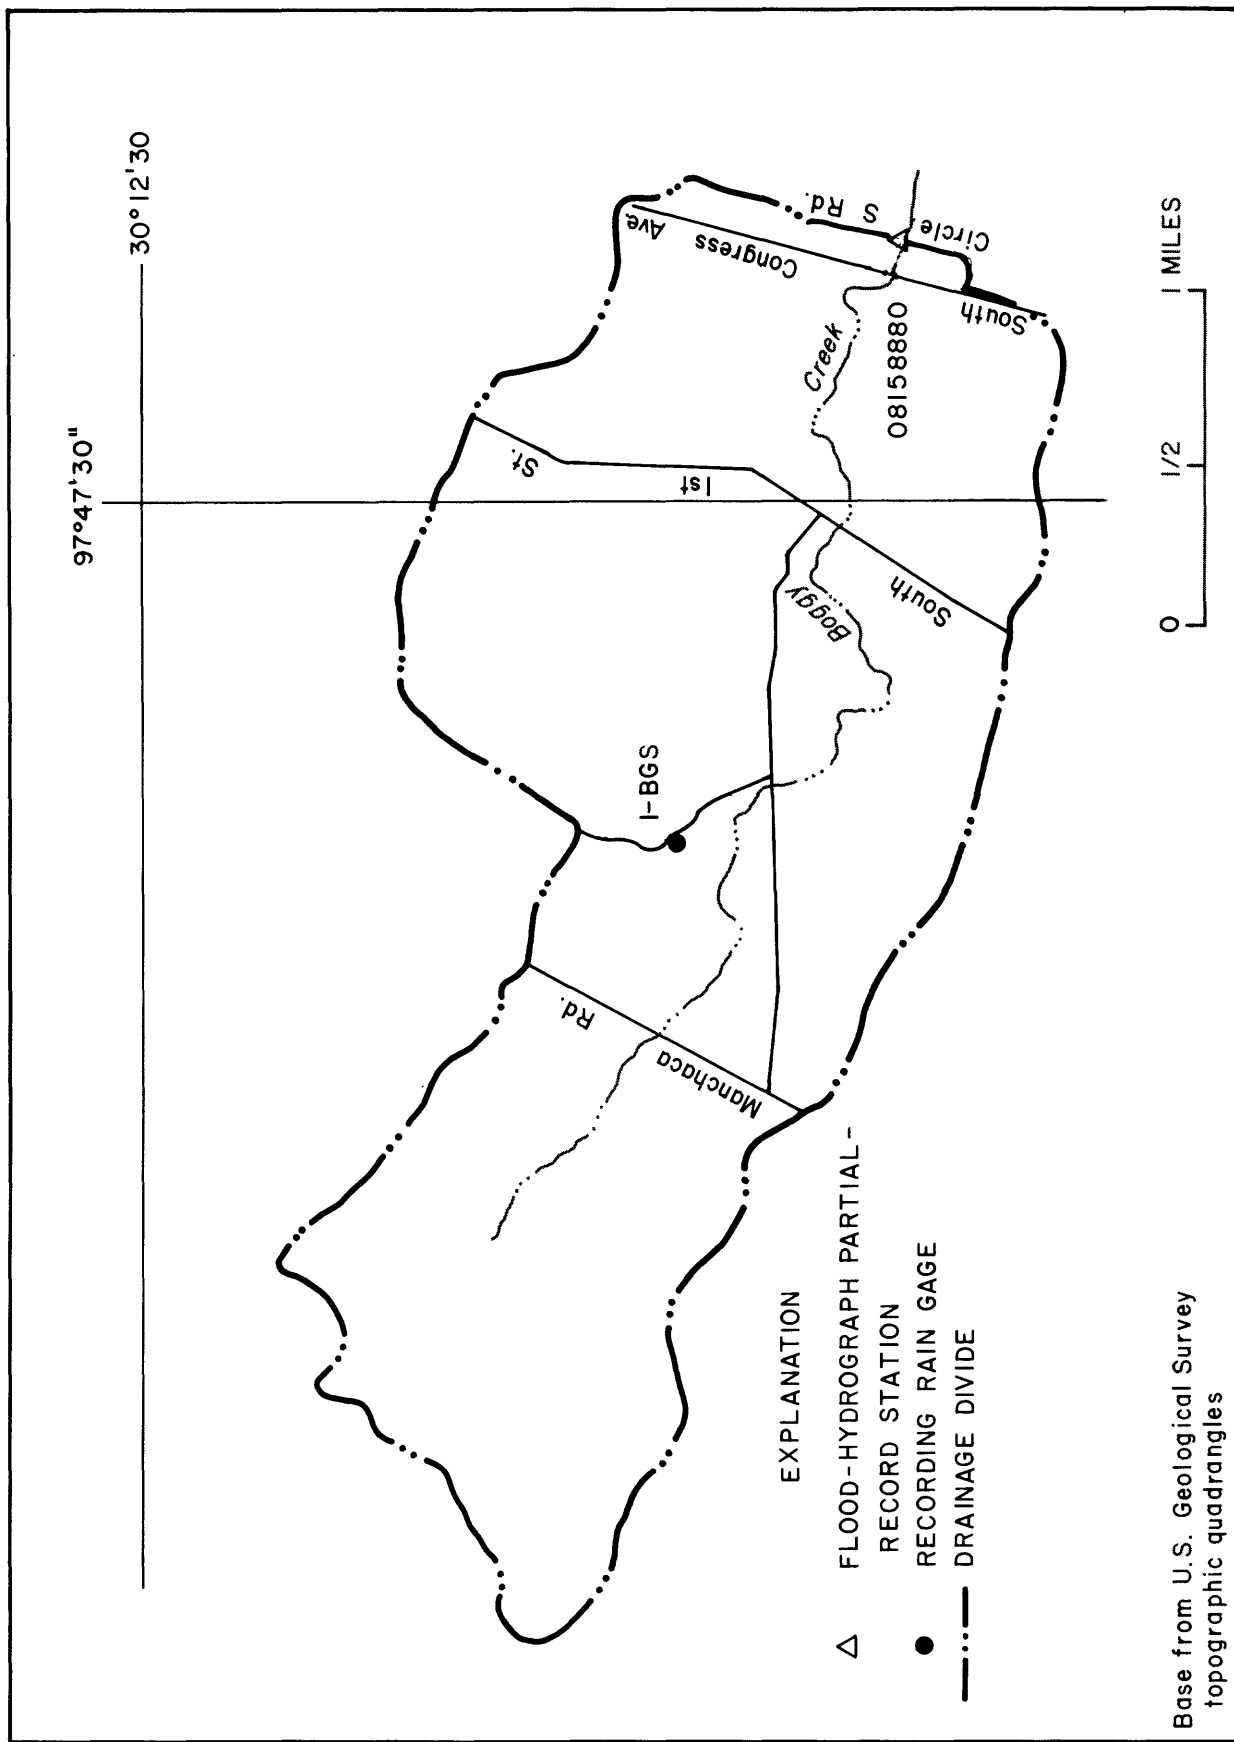 97°47'30"
30°12'30
Ave.
Congress
South
S
Rd.
Circle
St.
1st
South
Creek
Boggy
08158880
1-BGS
Rd.
Manchaca
EXPLANATION
FLOOD-HYDROGRAPH PARTIAL-
RECORD STATION
RECORDING RAIN GAGE
DRAINAGE DIVIDE
0 1/2 1 MILES
Base from U.S. Geological Survey
topographic quadrangles